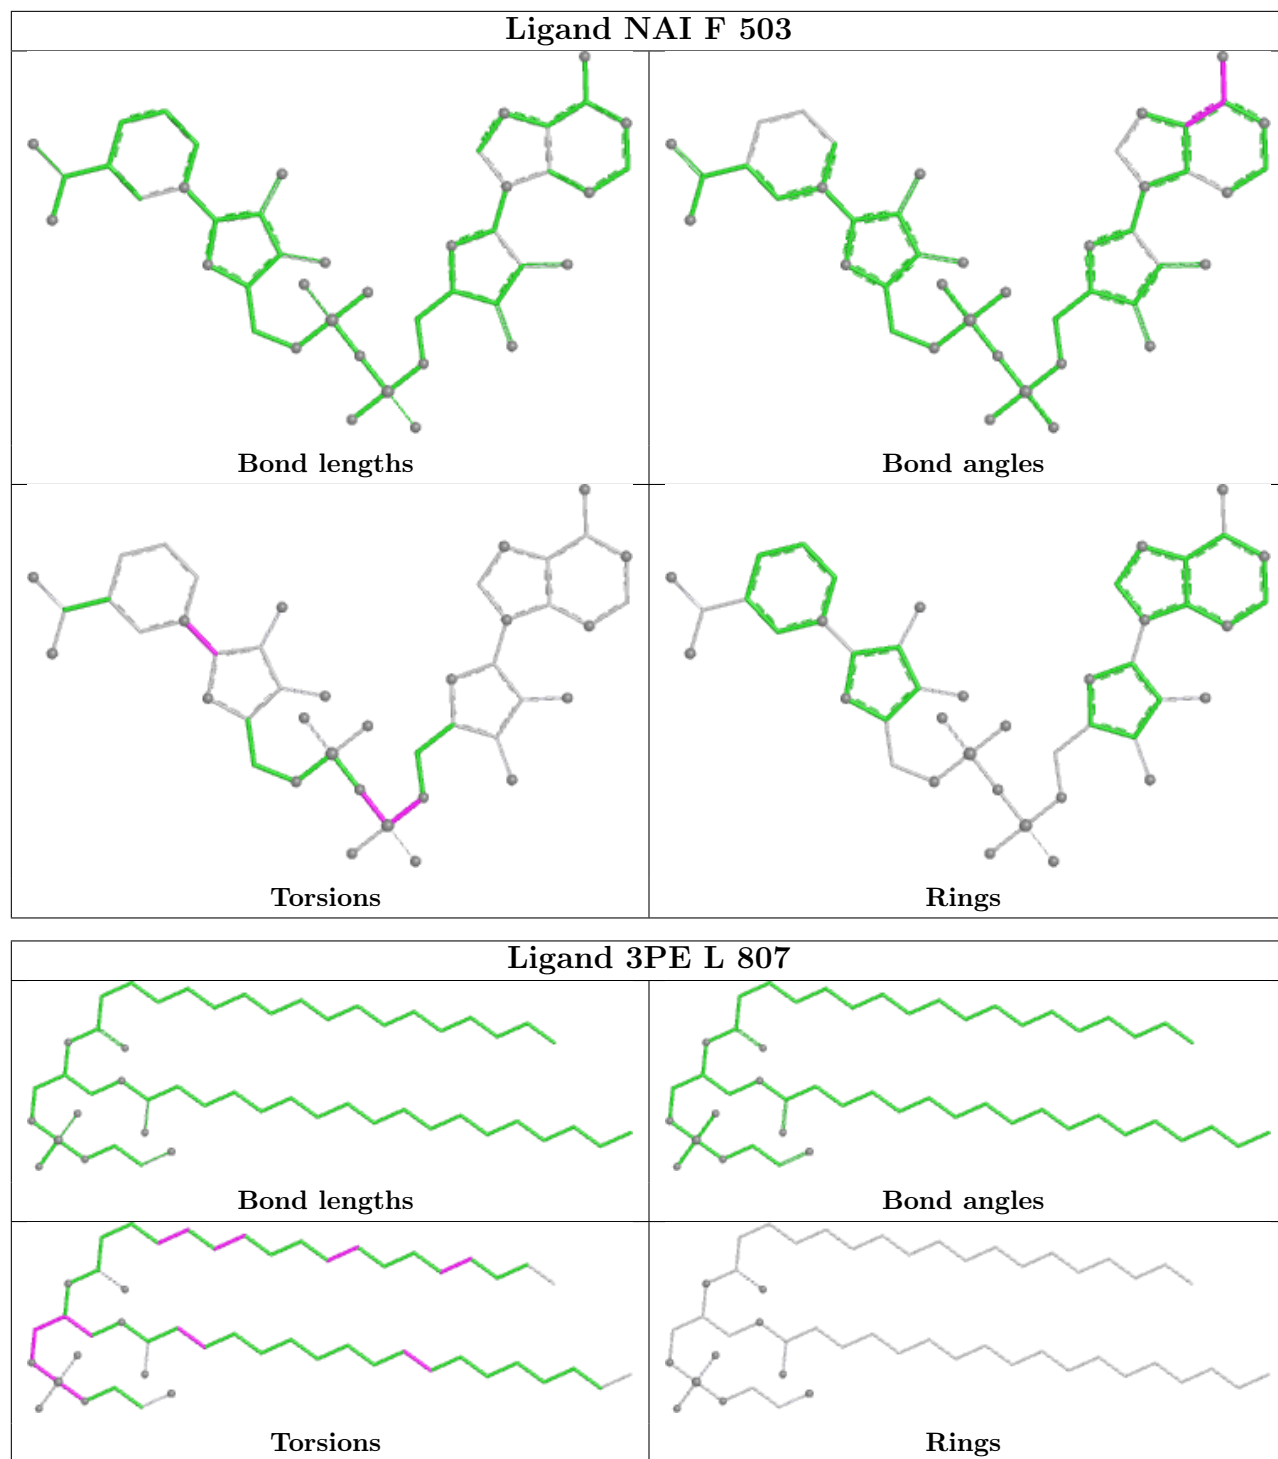 Ligand NAI F 503
Bond lengths
Bond angles
Torsions
Rings
Ligand 3PE L 807
Bond lengths
Bond angles
Torsions
Rings